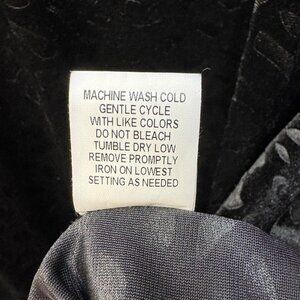 MACHINE WASH COLD
GENTLE CYCLE
WITH LIKE COLORS
DO NOT BLEACH
TUMBLE DRY LOW
REMOVE PROMPTLY
IRON ON LOWEST
SETTING AS NEEDED